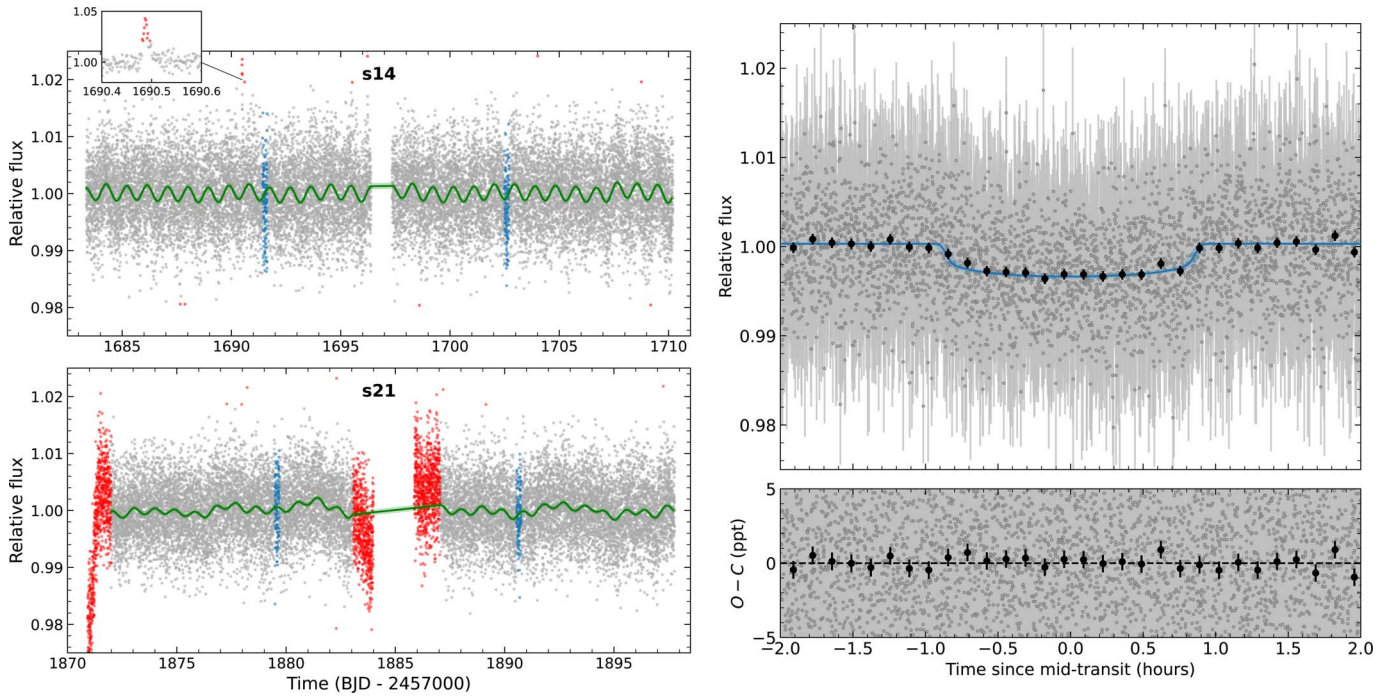 1.05
1.00
1690.4 1690.5 1690.6
s14
1.02
1.01
1.00
0.99
0.98
Relative flux
1685 1690 1695 1700 1705 1710
s21
1.02
1.01
1.00
0.99
0.98
Relative flux
1870 1875 1880 1885 1890 1895
Time (BJD - 2457000)
1.02
1.01
1.00
0.99
0.98
Relative flux
5
0
−5
O − C (ppt)
−2.0 −1.5 −1.0 −0.5 0.0 0.5 1.0 1.5 2.0
Time since mid-transit (hours)